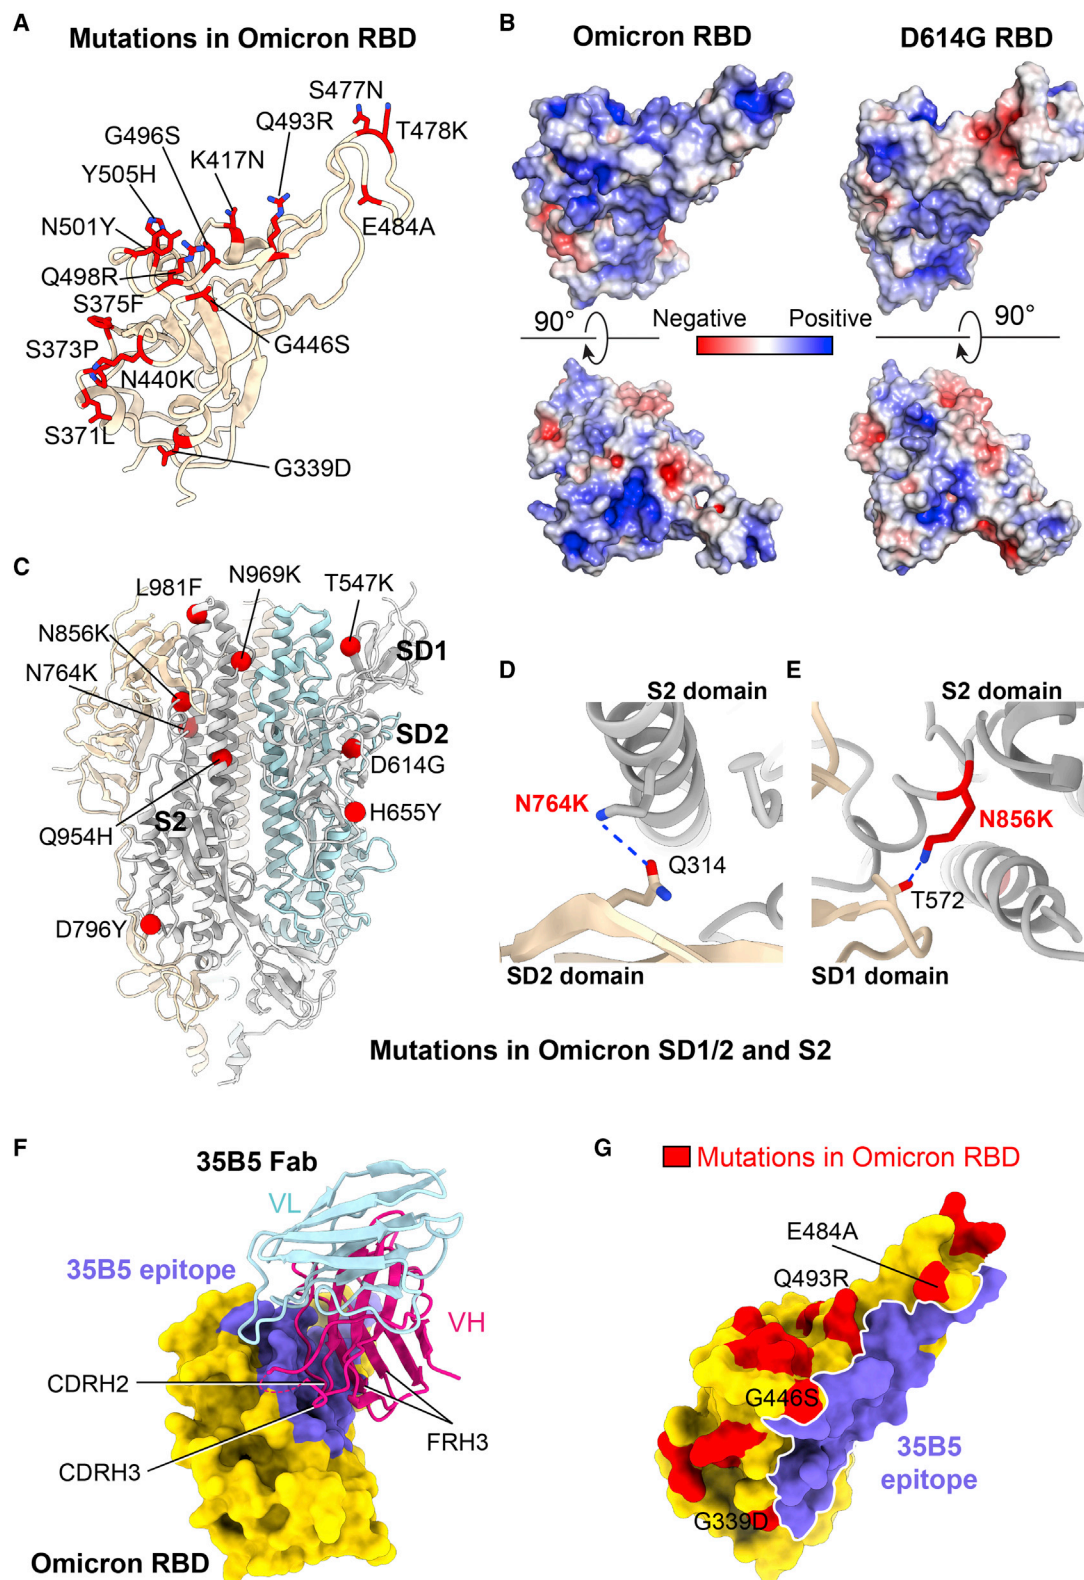 A
Mutations in Omicron RBD
S477N
Q493R
T478K
G496S
K417N
Y505H
E484A
N501Y
Q498R
S375F
G446S
S373P
N440K
S371L
G339D
B
Omicron RBD
D614G RBD
90°
Negative
Positive
90°
C
L981F
N969K
T547K
N856K
SD1
N764K
SD2
D614G
H655Y
Q954H
S2
D796Y
D
S2 domain
N764K
Q314
SD2 domain
E
S2 domain
N856K
T572
SD1 domain
Mutations in Omicron SD1/2 and S2
F
35B5 Fab
VL
35B5 epitope
VH
CDRH2
FRH3
CDRH3
Omicron RBD
G
Mutations in Omicron RBD
E484A
Q493R
G446S
35B5
epitope
G339D